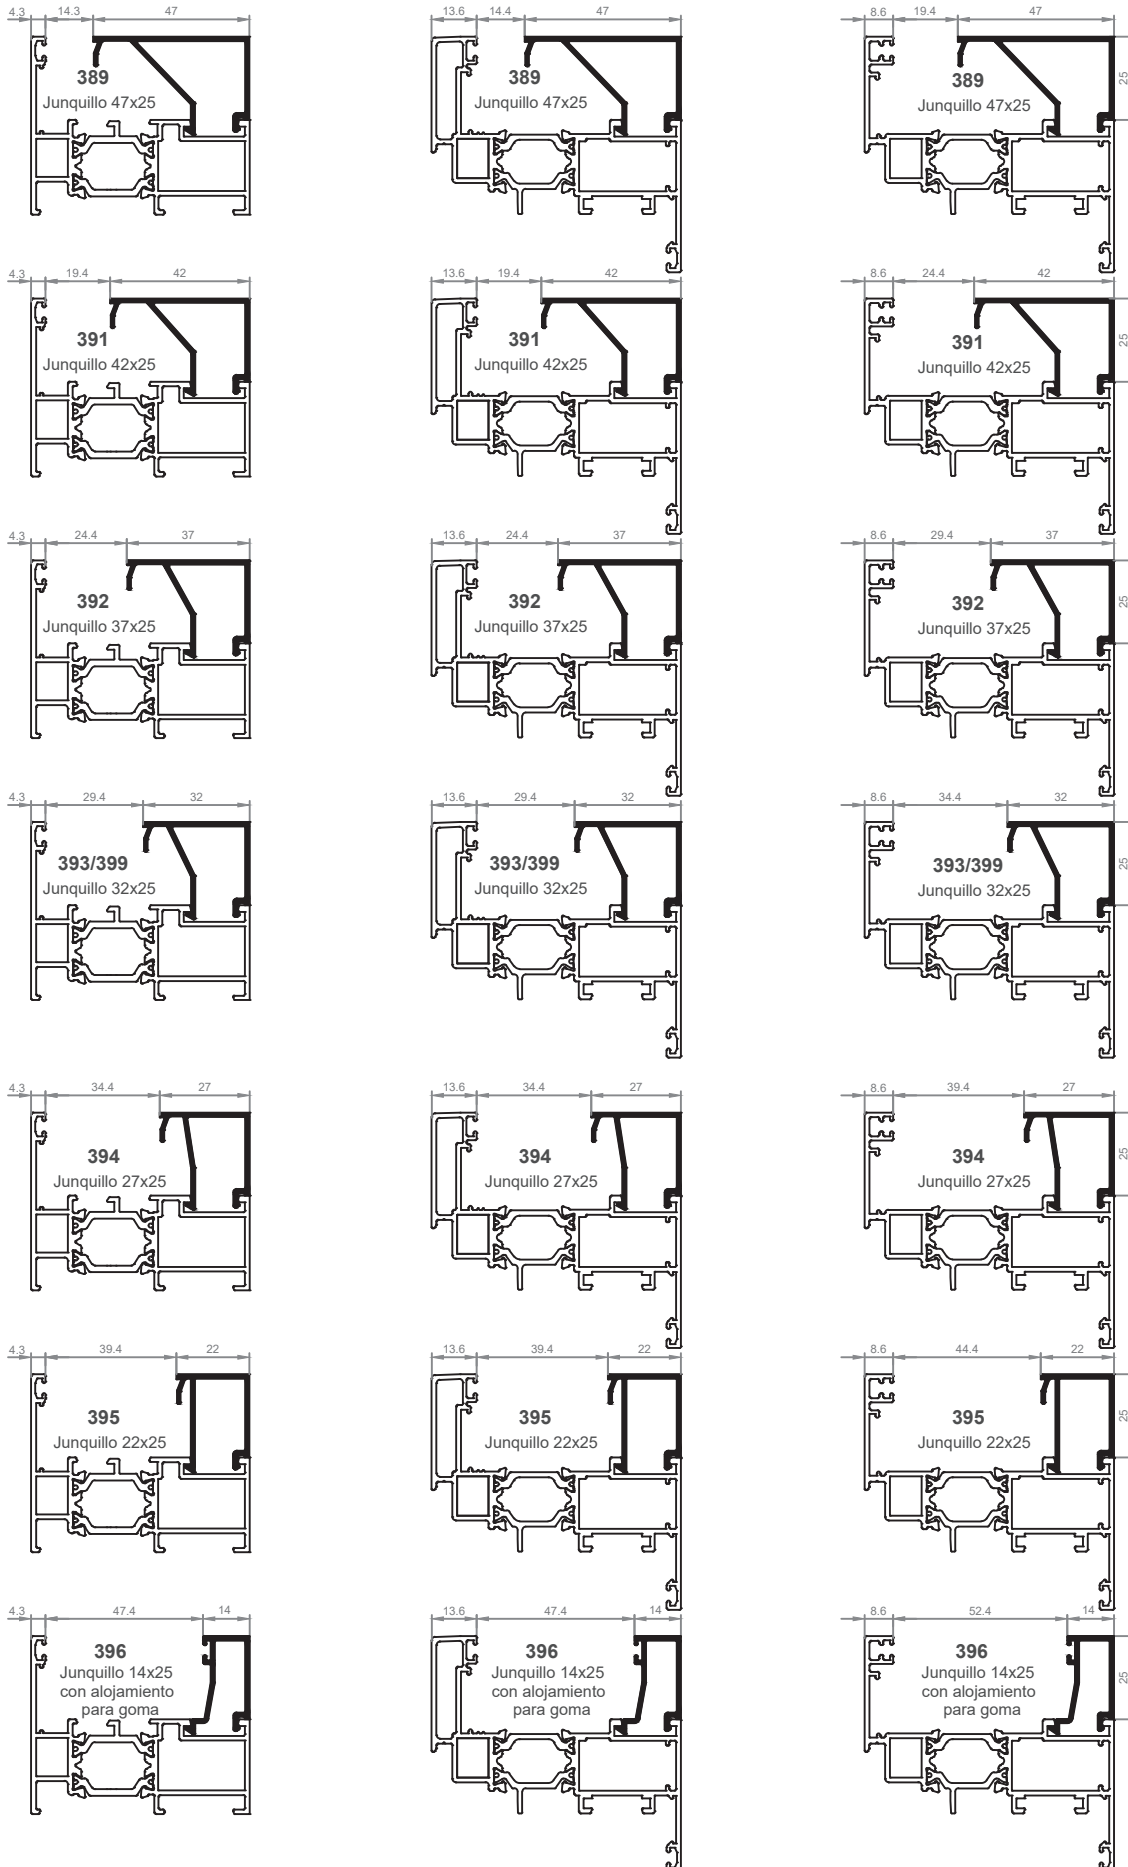 4.3 14.3 47 13.6 14.4 47 8.6 19.4 47
389 389 389
Junquillo 47x25 Junquillo 47x25 Junquillo 47x25 25
4.3 19.4 42 13.6 19.4 42 8.6 24.4 42
391 391 391
Junquillo 42x25 Junquillo 42x25 Junquillo 42x25 25
4.3 24.4 37 13.6 24.4 37 8.6 29.4 37
392 392 392
Junquillo 37x25 Junquillo 37x25 Junquillo 37x25 25
4.3 29.4 32 13.6 29.4 32 8.6 34.4 32
393/399 393/399 393/399
Junquillo 32x25 Junquillo 32x25 Junquillo 32x25 25
4.3 34.4 27 13.6 34.4 27 8.6 39.4 27
394 394 394
Junquillo 27x25 Junquillo 27x25 Junquillo 27x25 25
4.3 39.4 22 13.6 39.4 22 8.6 44.4 22
395 395 395
Junquillo 22x25 Junquillo 22x25 Junquillo 22x25 25
4.3 47.4 14 13.6 47.4 14 8.6 52.4 14
396 396 396
Junquillo 14x25 Junquillo 14x25 Junquillo 14x25 25
con alojamiento con alojamiento con alojamiento
para goma para goma para goma